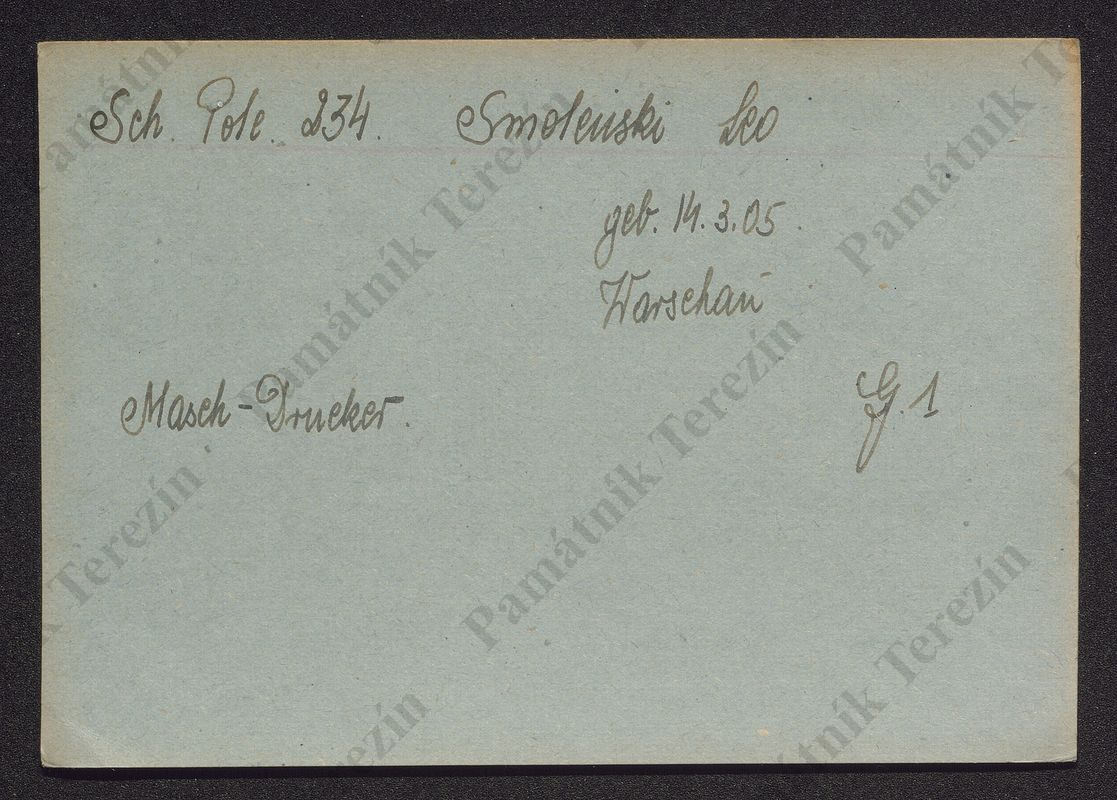 Sch. Pole. 234. Smolenski Leo
geb. 14.3.05.
Warschau
Masch-Drucker.
G. 1
Památník Terezín